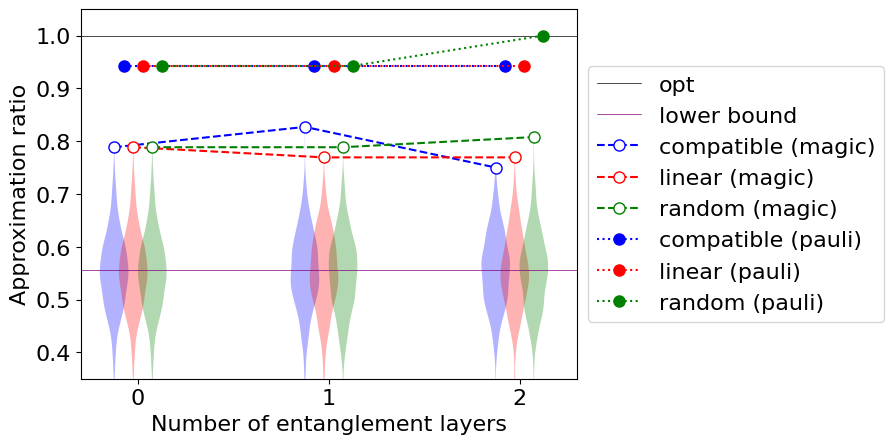 Approximation ratio
1.0
0.9
0.8
0.7
0.6
0.5
0.4
0
1
2
Number of entanglement layers
opt
lower bound
compatible (magic)
linear (magic)
random (magic)
compatible (pauli)
linear (pauli)
random (pauli)